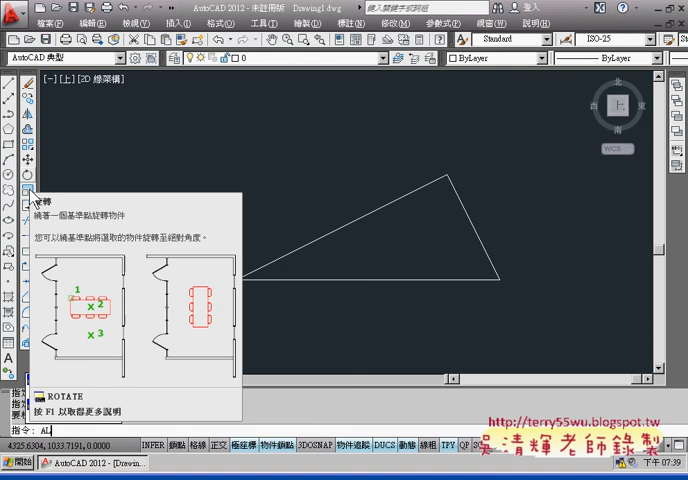 AutoCAD 2012 - 未註冊版 Drawing1.dwg
鍵入關鍵字或詞組
登入
檔案(F) 編輯(E) 檢視(V) 插入(I) 格式(O) 工具(T) 繪製(D) 標註(N) 修改(M) 參數式(P) 視窗(W) 說明(H)
Standard
ISO-25
AutoCAD 典型
0
ByLayer
ByLayer
[-] [上] [2D 線架構]
北
西 上 東
南
WCS
旋轉
繞著一個基準點旋轉物件
您可以繞基準點將選取的物件旋轉至絕對角度。
1
2
3
ROTATE
按 F1 以取得更多說明
指令: AL
4325.6304, 1033.7191, 0.0000
INFER 鎖點 格線 正交 極座標 物件鎖點 3DOSNAP 物件追蹤 DUCS 動態 線粗 TPY QP
http://terry55wu.blogspot.tw
吳清輝老師錄製
開始
AutoCAD 2012 - [Drawin...
下午 07:39